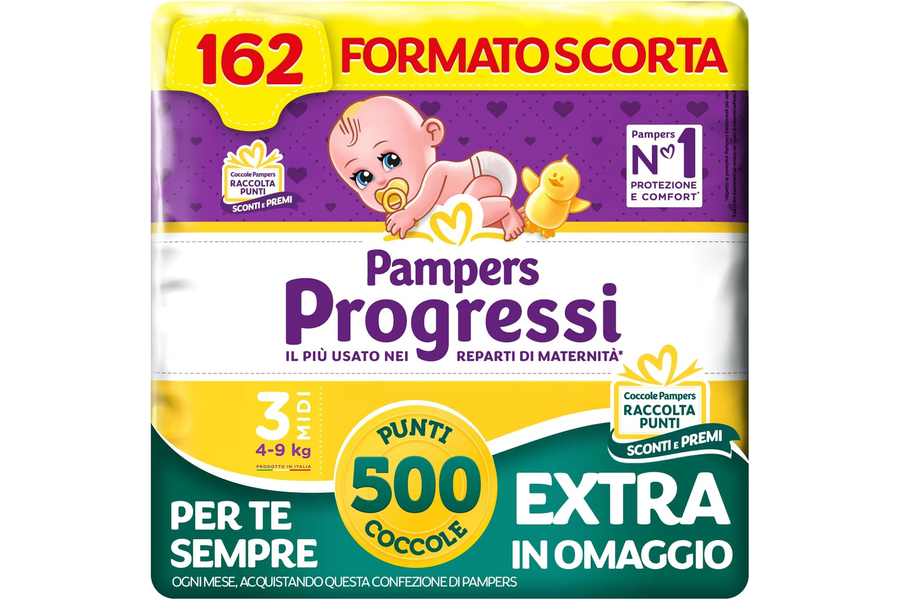 162 FORMATO SCORTA
Coccole Pampers
RACCOLTA
PUNTI
SCONTI E PREMI
Pampers
N°1
PROTEZIONE
E COMFORT*
Pampers
Progressi
IL PIÙ USATO NEI REPARTI DI MATERNITÀ*
3 MIDI
4-9 kg
PRODOTTO IN ITALIA
PUNTI
500
COCCOLE
Coccole Pampers
RACCOLTA
PUNTI
SCONTI E PREMI
PER TE
SEMPRE
EXTRA
IN OMAGGIO
OGNI MESE, ACQUISTANDO QUESTA CONFEZIONE DI PAMPERS